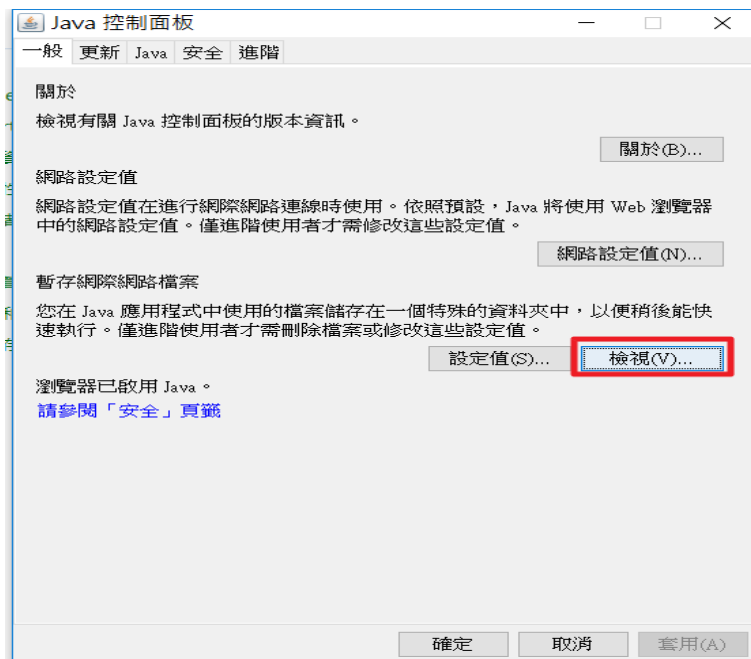 Java 控制面板
一般 更新 Java 安全 進階
關於
檢視有關 Java 控制面板的版本資訊。
關於(B)...
網路設定值
網路設定值在進行網際網路連線時使用。依照預設，Java 將使用 Web 瀏覽器
中的網路設定值。僅進階使用者才需修改這些設定值。
網路設定值(N)...
暫存網際網路檔案
您在 Java 應用程式中使用的檔案儲存在一個特殊的資料夾中，以便稍後能快
速執行。僅進階使用者才需刪除檔案或修改這些設定值。
設定值(S)... 檢視(V)...
瀏覽器已啟用 Java。
請參閱「安全」頁籤
確定 取消 套用(A)